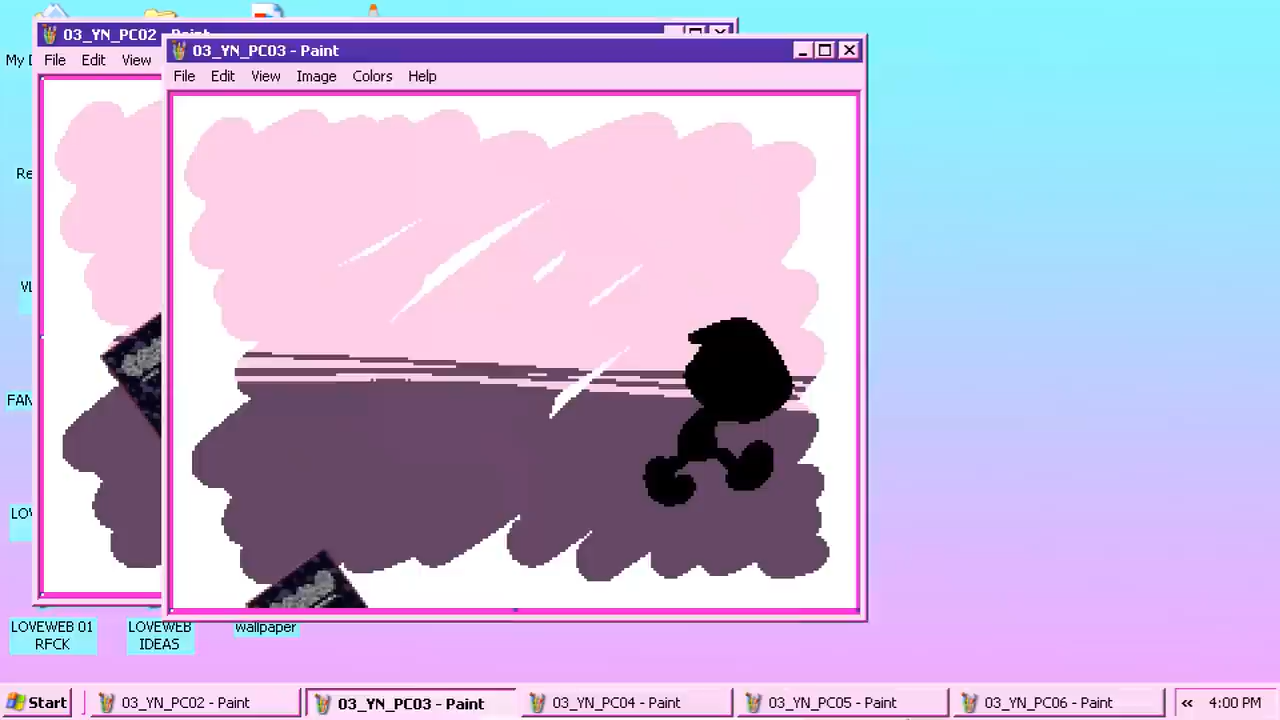 03_YN_PC02 - Paint
File Edit View
03_YN_PC03 - Paint
File Edit View Image Colors Help
LOVEWEB 01
RFCK
LOVEWEB
IDEAS
wallpaper
Start
03_YN_PC02 - Paint
03_YN_PC03 - Paint
03_YN_PC04 - Paint
03_YN_PC05 - Paint
03_YN_PC06 - Paint
4:00 PM